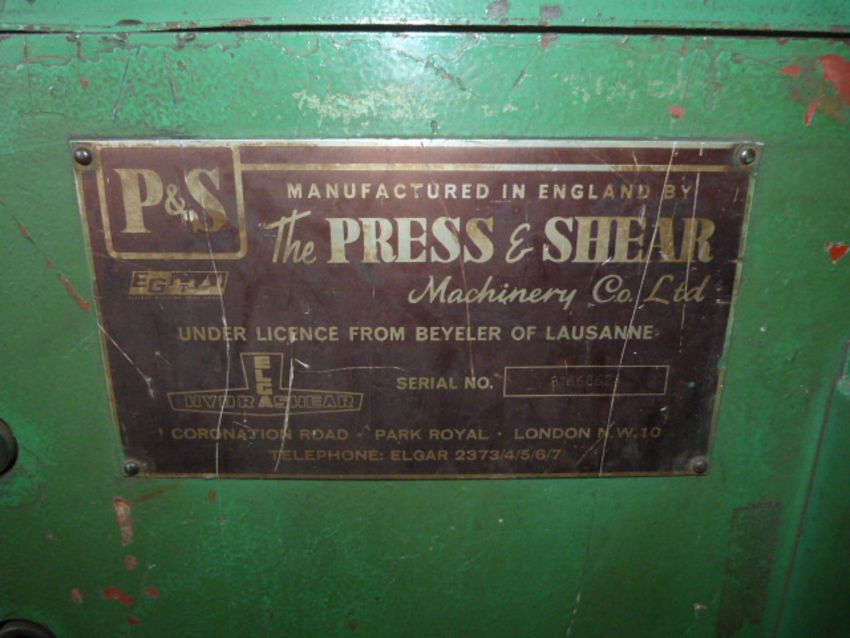 P&S
MANUFACTURED IN ENGLAND BY
The PRESS & SHEAR
Machinery Co. Ltd
UNDER LICENCE FROM BEYELER OF LAUSANNE
ELGA
HYDRASHEAR
SERIAL NO.
CORONATION ROAD · PARK ROYAL · LONDON N.W.10
TELEPHONE: ELGAR 2373/4/5/6/7